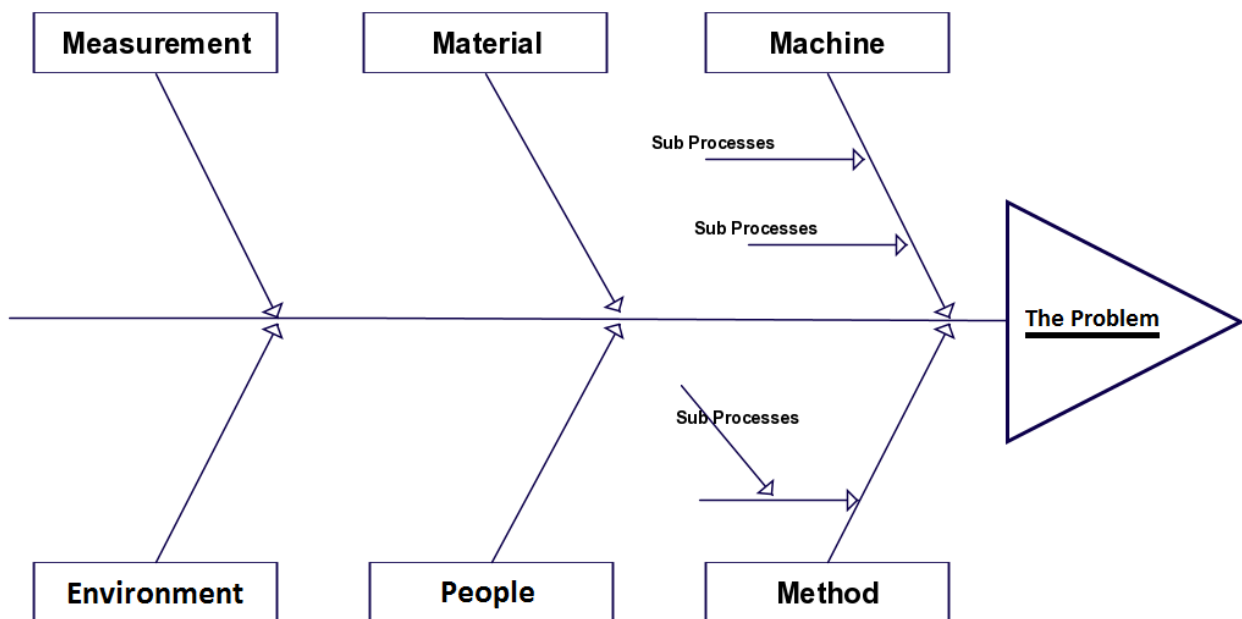 Measurement
Material
Machine
Sub Processes
Sub Processes
The Problem
Sub Processes
Environment
People
Method